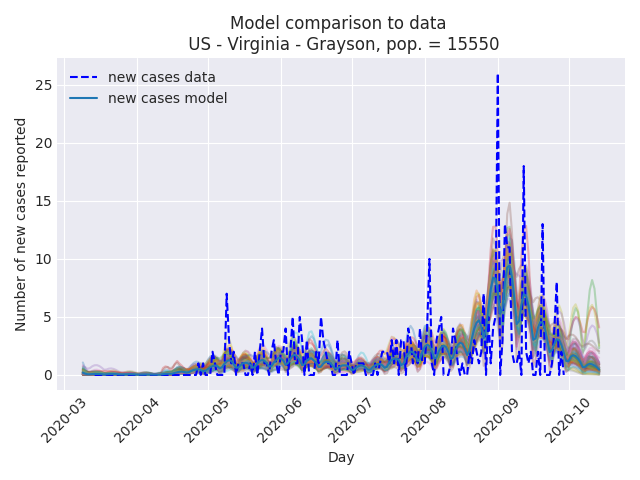 Model comparison to data
US - Virginia - Grayson, pop. = 15550
new cases data
new cases model
Number of new cases reported
25
20
15
10
5
0
2020-03
2020-04
2020-05
2020-06
2020-07
2020-08
2020-09
2020-10
Day